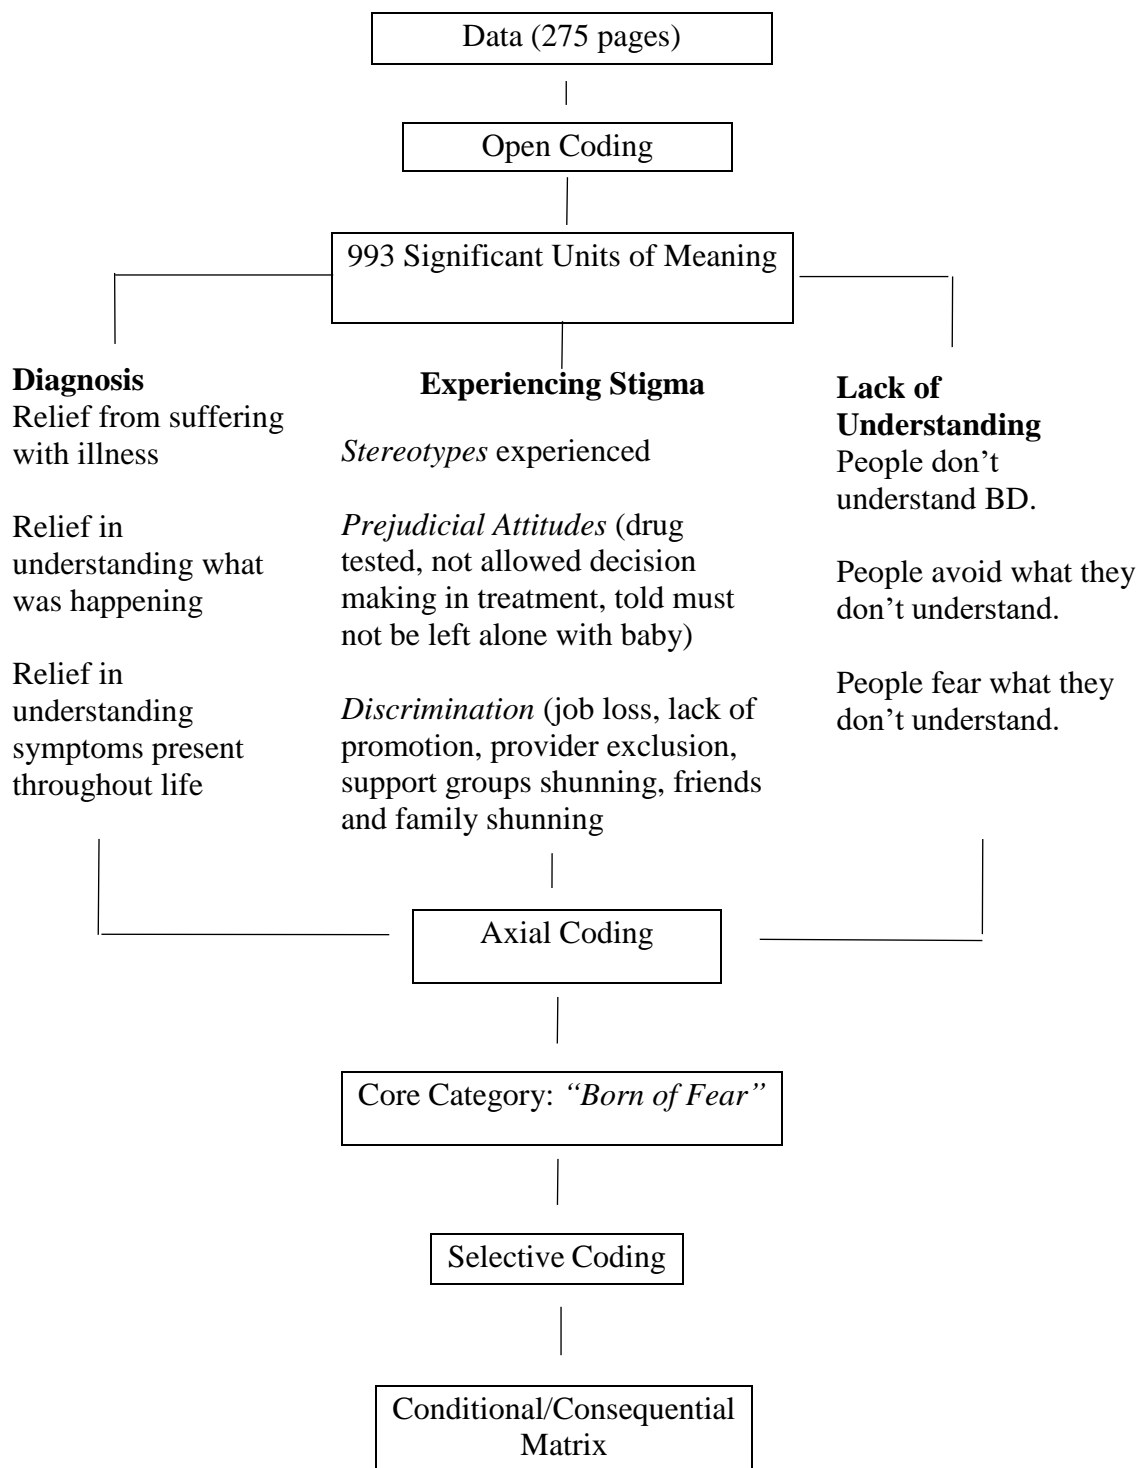 Data (275 pages)
Open Coding
993 Significant Units of Meaning
Diagnosis
Relief from suffering
with illness
Relief in
understanding what
was happening
Relief in
understanding
symptoms present
throughout life
Experiencing Stigma
Stereotypes experienced
Prejudicial Attitudes (drug
tested, not allowed decision
making in treatment, told must
not be left alone with baby)
Discrimination (job loss, lack of
promotion, provider exclusion,
support groups shunning, friends
and family shunning
Lack of
Understanding
People don’t
understand BD.
People avoid what they
don’t understand.
People fear what they
don’t understand.
Axial Coding
Core Category: “Born of Fear”
Selective Coding
Conditional/Consequential
Matrix